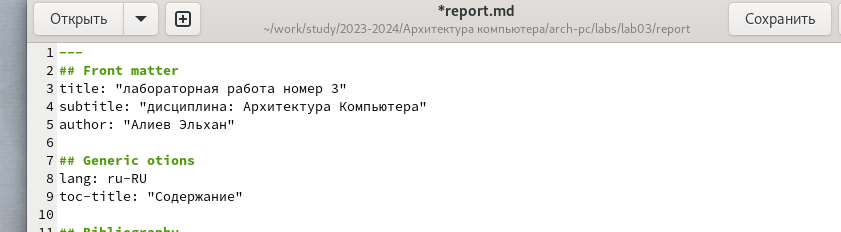 Открыть
*report.md
~/work/study/2023-2024/Архитектура компьютера/arch-pc/labs/lab03/report
Сохранить
1 ---
2 ## Front matter
3 title: "лабораторная работа номер 3"
4 subtitle: "дисциплина: Архитектура Компьютера"
5 author: "Алиев Эльхан"
6
7 ## Generic otions
8 lang: ru-RU
9 toc-title: "Содержание"
10
11 ## Bibliography